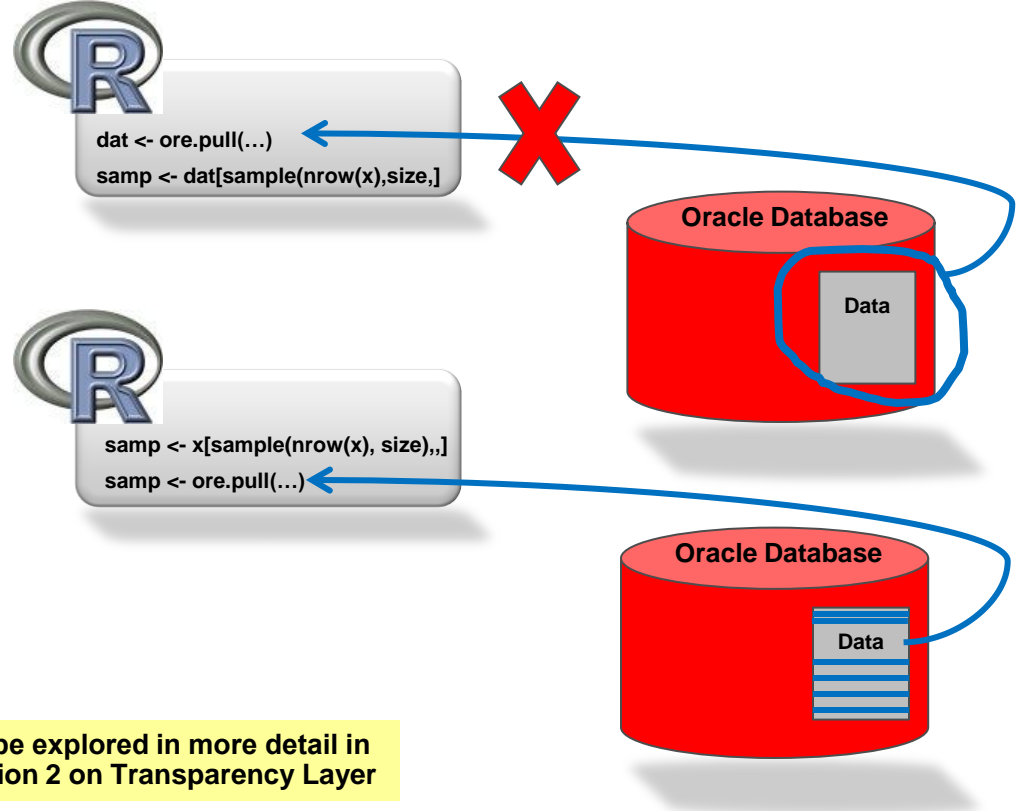 R
dat <- ore.pull(…)
samp <- dat[sample(nrow(x),size,]
Oracle Database
Data
R
samp <- x[sample(nrow(x), size),,]
samp <- ore.pull(…)
Oracle Database
Data
be explored in more detail in
ion 2 on Transparency Layer